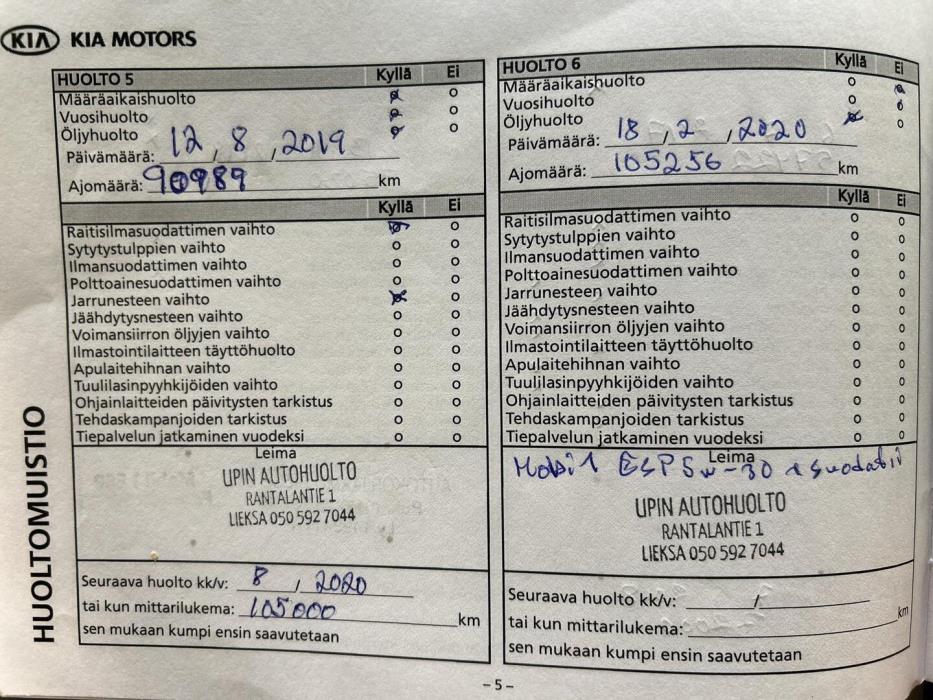 KIA KIA MOTORS
HUOLTO 5 Kyllä Ei
Määräaikaishuolto
Vuosihuolto
Öljyhuolto
Päivämäärä: 12, 8, 2019
Ajomäärä: 90989 km
Kyllä Ei
Raitisilmasuodattimen vaihto
Sytytystulppien vaihto
Ilmansuodattimen vaihto
Polttoainesuodattimen vaihto
Jarrunesteen vaihto
Jäähdytysnesteen vaihto
Voimansiirron öljyjen vaihto
Ilmastointilaitteen täyttöhuolto
Apulaitehihnan vaihto
Tuulilasinpyyhkijöiden vaihto
Ohjainlaitteiden päivitysten tarkistus
Tehdaskampanjoiden tarkistus
Tiepalvelun jatkaminen vuodeksi
Leima
UPIN AUTOHUOLTO
RANTALANTIE 1
LIEKSA 050 592 7044
Seuraava huolto kk/v: 8 / 2020
tai kun mittarilukema: 105000 km
sen mukaan kumpi ensin saavutetaan
HUOLTO 6 Kyllä Ei
Määräaikaishuolto
Vuosihuolto
Öljyhuolto
Päivämäärä: 18 / 2 , 2020
Ajomäärä: 105256 km
Kyllä Ei
Raitisilmasuodattimen vaihto
Sytytystulppien vaihto
Ilmansuodattimen vaihto
Polttoainesuodattimen vaihto
Jarrunesteen vaihto
Jäähdytysnesteen vaihto
Voimansiirron öljyjen vaihto
Ilmastointilaitteen täyttöhuolto
Apulaitehihnan vaihto
Tuulilasinpyyhkijöiden vaihto
Ohjainlaitteiden päivitysten tarkistus
Tehdaskampanjoiden tarkistus
Tiepalvelun jatkaminen vuodeksi
Leima
Mobil 1 ESP 5w-30 + suodatin
UPIN AUTOHUOLTO
RANTALANTIE 1
LIEKSA 050 592 7044
Seuraava huolto kk/v: /
tai kun mittarilukema: km
sen mukaan kumpi ensin saavutetaan
HUOLTOMUISTIO
– 5 –